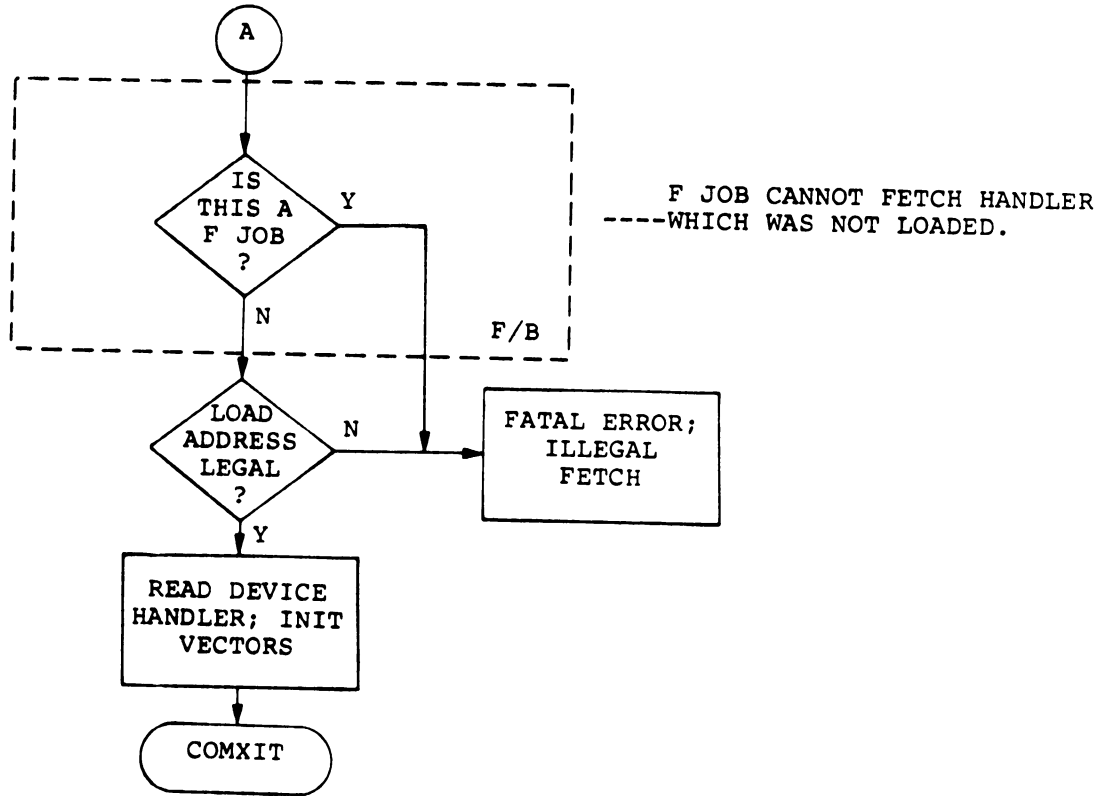 A
IS
THIS A
F JOB
?
Y
N
F JOB CANNOT FETCH HANDLER
----WHICH WAS NOT LOADED.
F/B
LOAD
ADDRESS
LEGAL
?
N
Y
FATAL ERROR;
ILLEGAL
FETCH
READ DEVICE
HANDLER; INIT
VECTORS
COMXIT